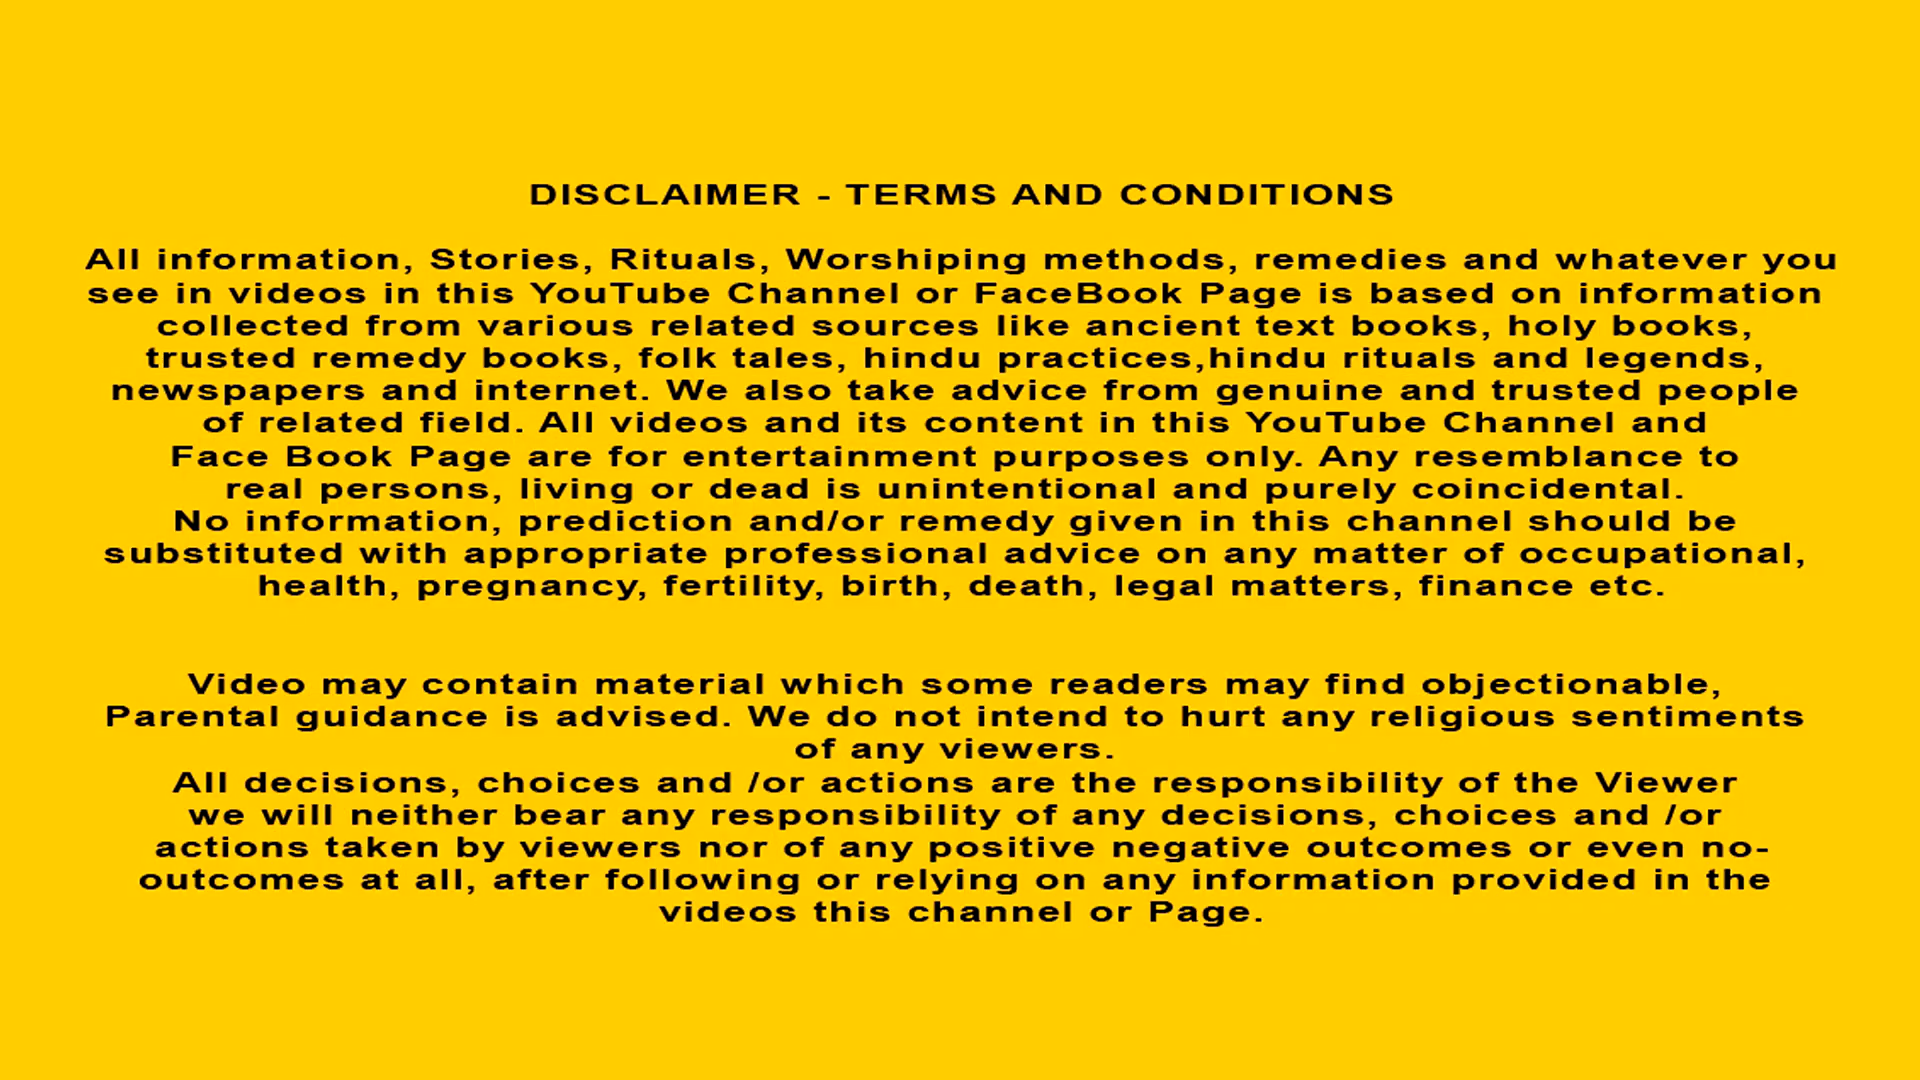 DISCLAIMER - TERMS AND CONDITIONS
All information, Stories, Rituals, Worshiping methods, remedies and whatever you
see in videos in this YouTube Channel or FaceBook Page is based on information
collected from various related sources like ancient text books, holy books,
trusted remedy books, folk tales, hindu practices,hindu rituals and legends,
newspapers and internet. We also take advice from genuine and trusted people
of related field. All videos and its content in this YouTube Channel and
Face Book Page are for entertainment purposes only. Any resemblance to
real persons, living or dead is unintentional and purely coincidental.
No information, prediction and/or remedy given in this channel should be
substituted with appropriate professional advice on any matter of occupational,
health, pregnancy, fertility, birth, death, legal matters, finance etc.
Video may contain material which some readers may find objectionable,
Parental guidance is advised. We do not intend to hurt any religious sentiments
of any viewers.
All decisions, choices and /or actions are the responsibility of the Viewer
we will neither bear any responsibility of any decisions, choices and /or
actions taken by viewers nor of any positive negative outcomes or even no-
outcomes at all, after following or relying on any information provided in the
videos this channel or Page.